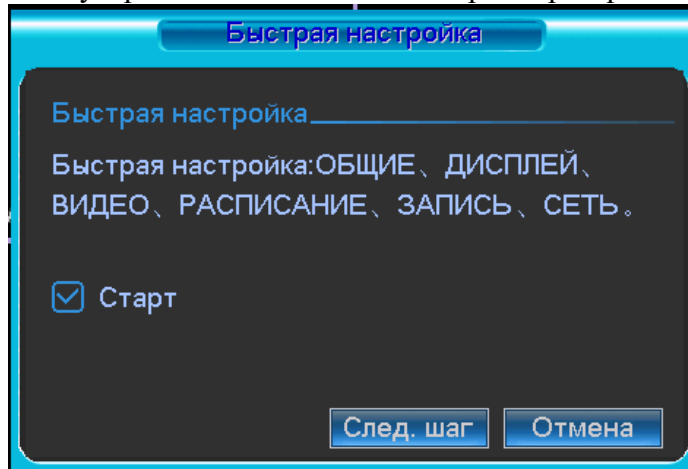 Быстрая настройка
Быстрая настройка
Быстрая настройка:ОБЩИЕ、ДИСПЛЕЙ、
ВИДЕО、РАСПИСАНИЕ、ЗАПИСЬ、СЕТЬ。
Старт
След. шаг Отмена